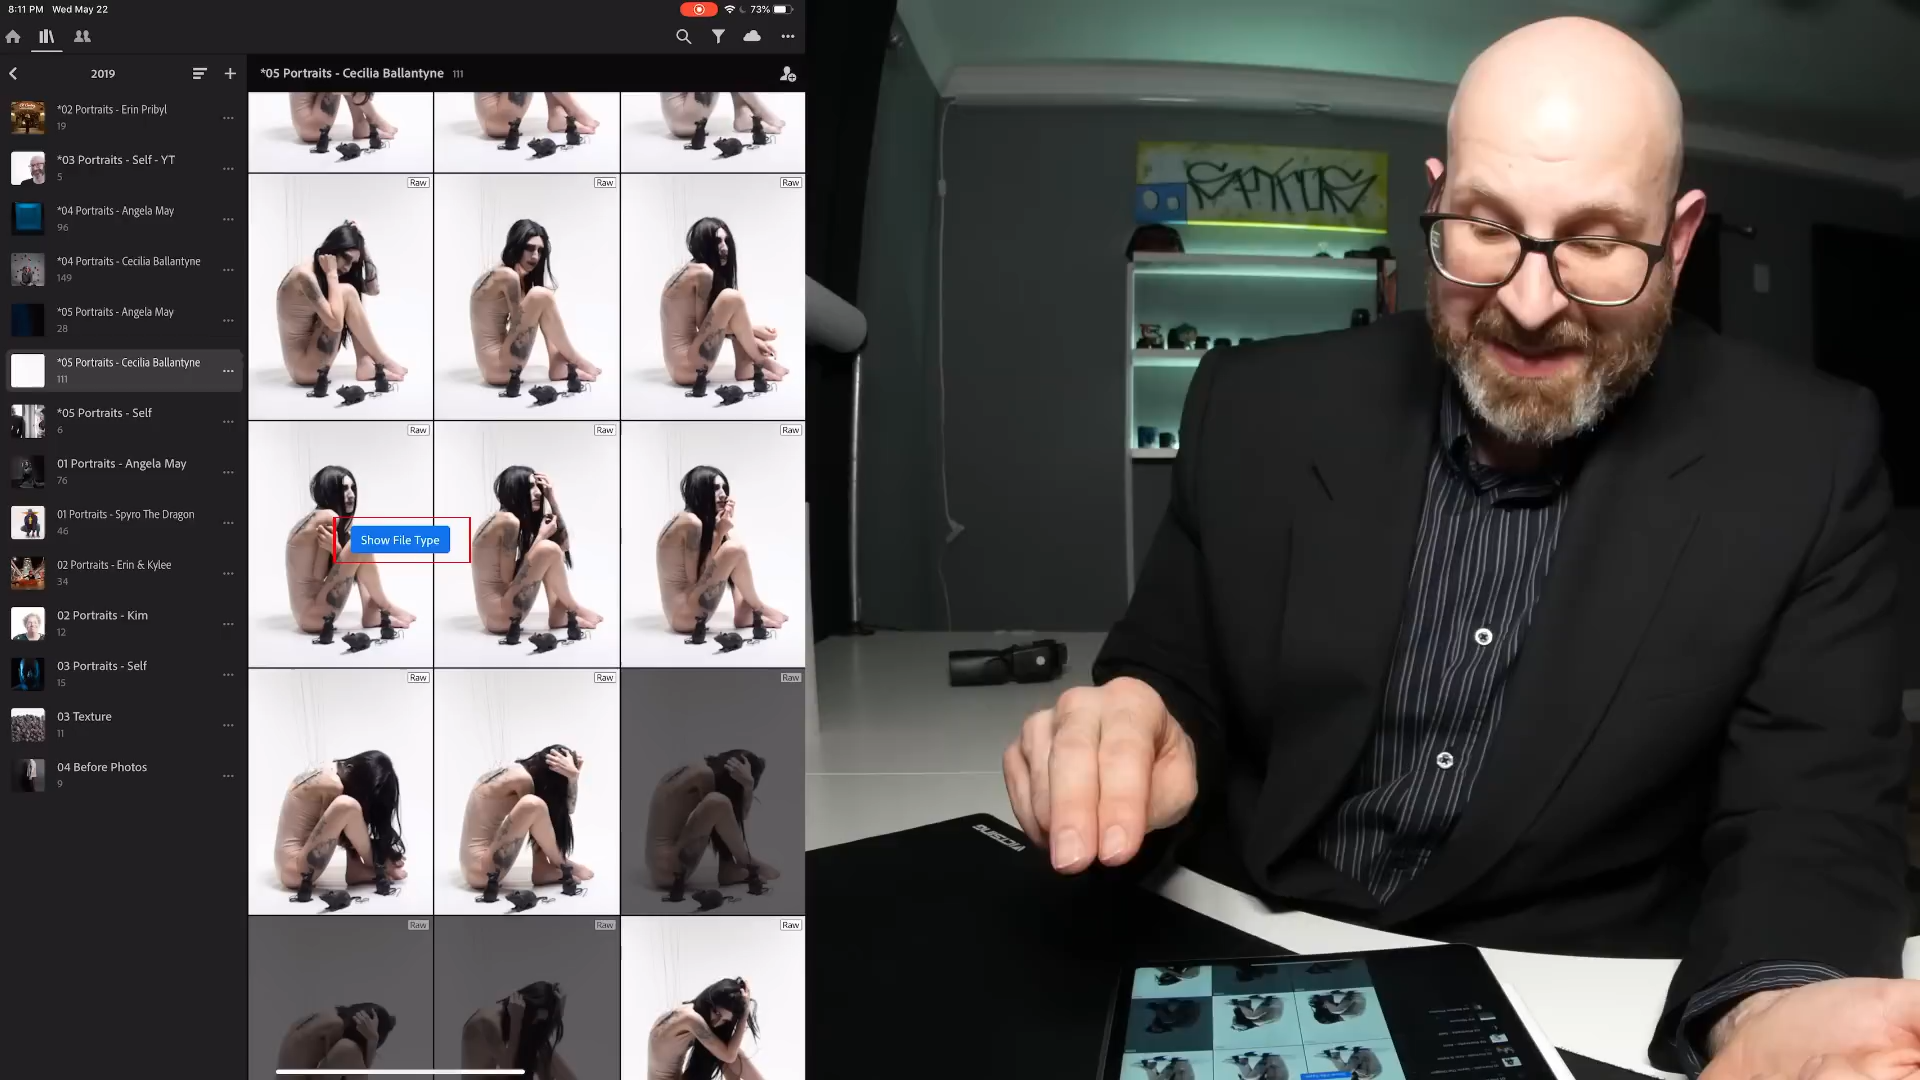 8:11 PM Wed May 22
73%
2019
*05 Portraits - Cecilia Ballantyne 111
*02 Portraits - Erin Pribyl
19
*03 Portraits - Self - YT
5
*04 Portraits - Angela May
96
*04 Portraits - Cecilia Ballantyne
149
*05 Portraits - Angela May
28
*05 Portraits - Cecilia Ballantyne
111
*05 Portraits - Self
6
01 Portraits - Angela May
76
01 Portraits - Spyro The Dragon
46
02 Portraits - Erin & Kylee
34
02 Portraits - Kim
12
03 Portraits - Self
15
03 Texture
11
04 Before Photos
9
Raw Raw Raw
Raw Raw Raw
Show File Type
Raw Raw Raw
Raw Raw Raw